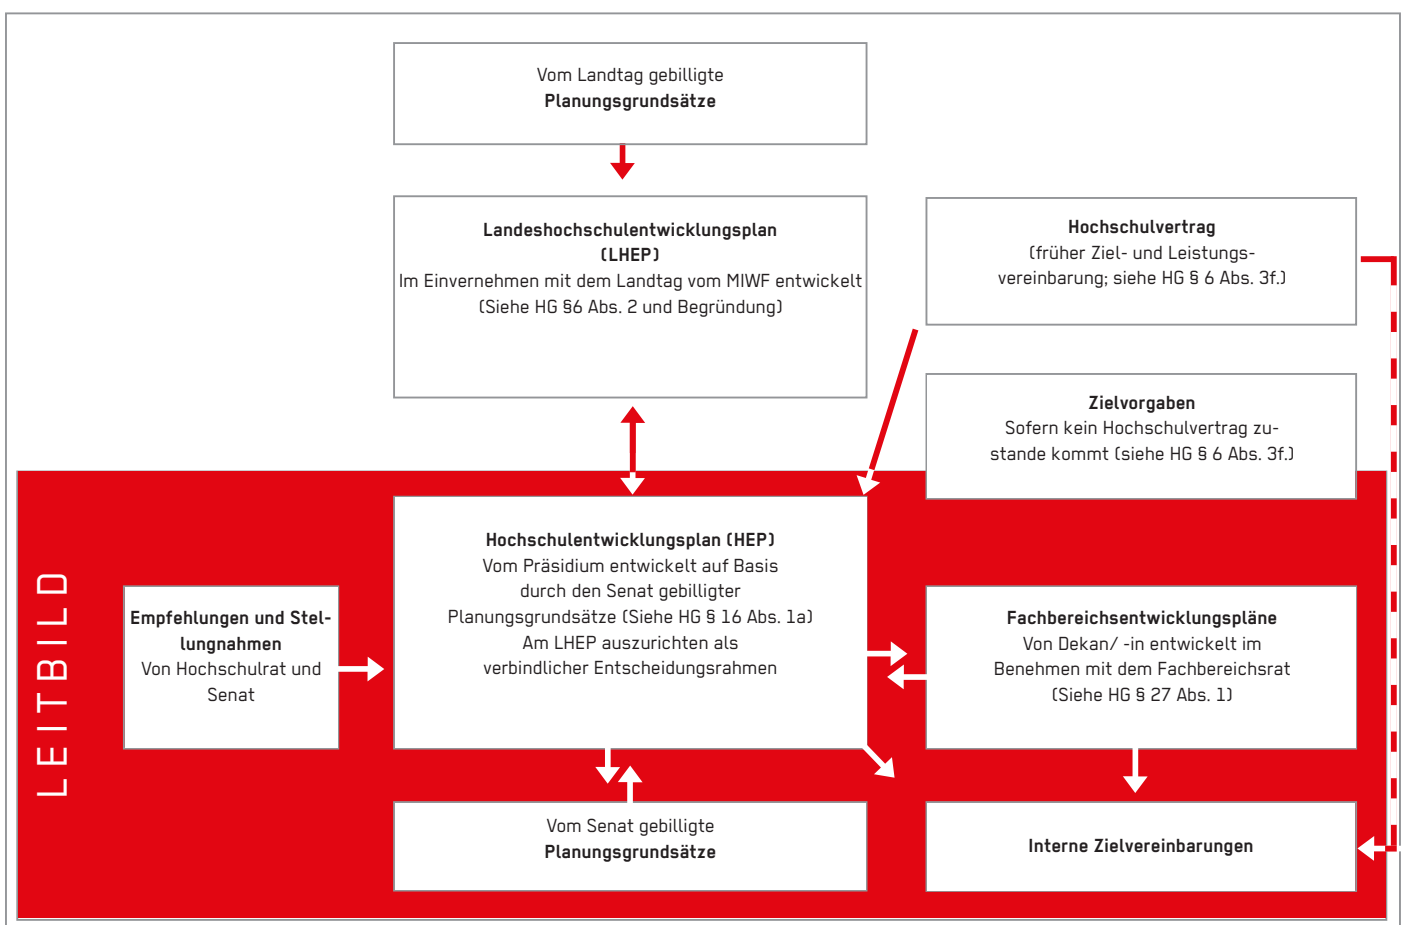 Vom Landtag gebilligte
Planungsgrundsätze
Landeshochschulentwicklungsplan
(LHEP)
Im Einvernehmen mit dem Landtag vom MIWF entwickelt
(Siehe HG §6 Abs. 2 und Begründung)
Hochschulvertrag
(früher Ziel- und Leistungs-
vereinbarung; siehe HG § 6 Abs. 3f.)
Zielvorgaben
Sofern kein Hochschulvertrag zu-
stande kommt (siehe HG § 6 Abs. 3f.)
LEITBILD
Empfehlungen und Stel-
lungnahmen
Von Hochschulrat und
Senat
Hochschulentwicklungsplan (HEP)
Vom Präsidium entwickelt auf Basis
durch den Senat gebilligter
Planungsgrundsätze (Siehe HG § 16 Abs. 1a)
Am LHEP auszurichten als
verbindlicher Entscheidungsrahmen
Fachbereichsentwicklungspläne
Von Dekan/ -in entwickelt im
Benehmen mit dem Fachbereichsrat
(Siehe HG § 27 Abs. 1)
Vom Senat gebilligte
Planungsgrundsätze
Interne Zielvereinbarungen